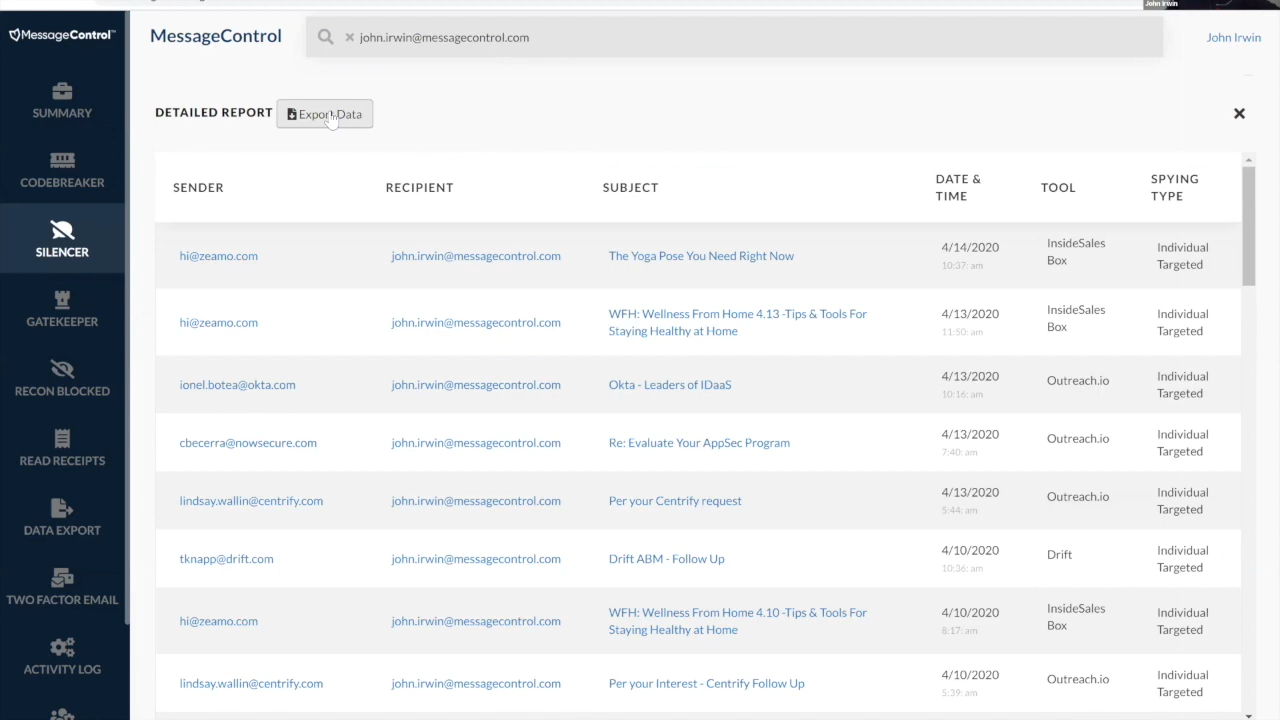 John Irwin
MessageControl™
MessageControl
john.irwin@messagecontrol.com
John Irwin
SUMMARY
CODEBREAKER
SILENCER
GATEKEEPER
RECON BLOCKED
READ RECEIPTS
DATA EXPORT
TWO FACTOR EMAIL
ACTIVITY LOG
DETAILED REPORT Export Data
SENDER RECIPIENT SUBJECT DATE & TIME TOOL SPYING TYPE
hi@zeamo.com john.irwin@messagecontrol.com The Yoga Pose You Need Right Now 4/14/2020 10:37: am InsideSales Box Individual Targeted
hi@zeamo.com john.irwin@messagecontrol.com WFH: Wellness From Home 4.13 -Tips & Tools For Staying Healthy at Home 4/13/2020 11:50: am InsideSales Box Individual Targeted
ionel.botea@okta.com john.irwin@messagecontrol.com Okta - Leaders of IDaaS 4/13/2020 10:16: am Outreach.io Individual Targeted
cbecerra@nowsecure.com john.irwin@messagecontrol.com Re: Evaluate Your AppSec Program 4/13/2020 7:40: am Outreach.io Individual Targeted
lindsay.wallin@centrify.com john.irwin@messagecontrol.com Per your Centrify request 4/13/2020 5:44: am Outreach.io Individual Targeted
tknapp@drift.com john.irwin@messagecontrol.com Drift ABM - Follow Up 4/10/2020 10:36: am Drift Individual Targeted
hi@zeamo.com john.irwin@messagecontrol.com WFH: Wellness From Home 4.10 -Tips & Tools For Staying Healthy at Home 4/10/2020 8:17: am InsideSales Box Individual Targeted
lindsay.wallin@centrify.com john.irwin@messagecontrol.com Per your Interest - Centrify Follow Up 4/10/2020 5:39: am Outreach.io Individual Targeted